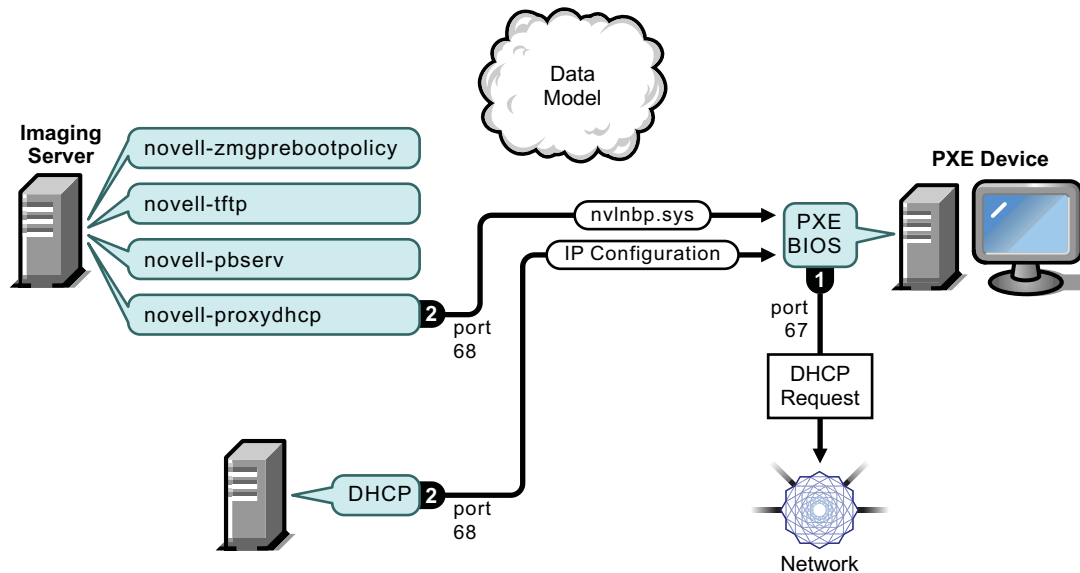 Data
Model
Imaging
Server
PXE Device
novell-zmgprebootpolicy
novell-tftp
novell-pbserv
novell-proxydhcp
2
port
68
nvlnbp.sys
IP Configuration
PXE
BIOS
1
port
67
DHCP
Request
DHCP
2
port
68
Network